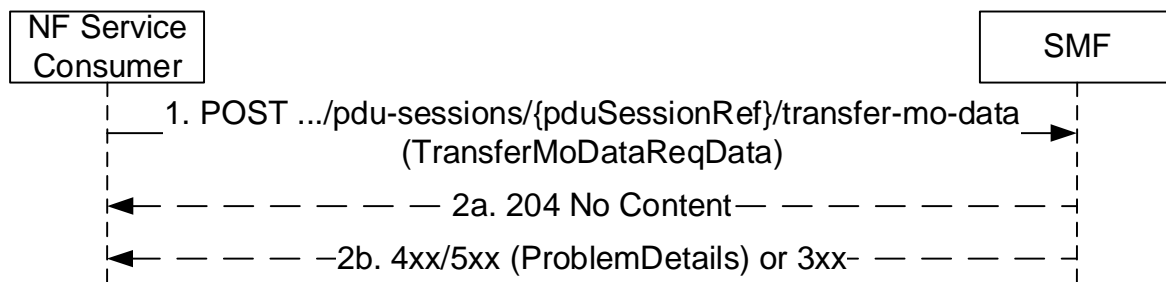 NF Service
Consumer
SMF
1. POST .../pdu-sessions/{pduSessionRef}/transfer-mo-data
(TransferMoDataReqData)
2a. 204 No Content
2b. 4xx/5xx (ProblemDetails) or 3xx